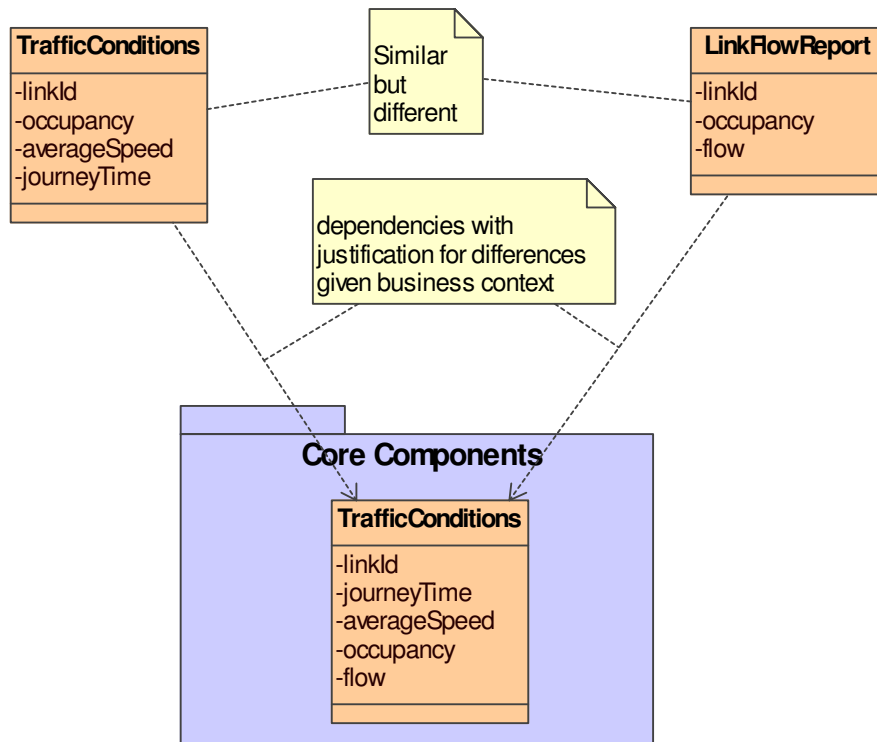 TrafficConditions
-linkId
-occupancy
-averageSpeed
-journeyTime
Similar
but
different
LinkFlowReport
-linkId
-occupancy
-flow
dependencies with
justification for differences
given business context
Core Components
TrafficConditions
-linkId
-journeyTime
-averageSpeed
-occupancy
-flow